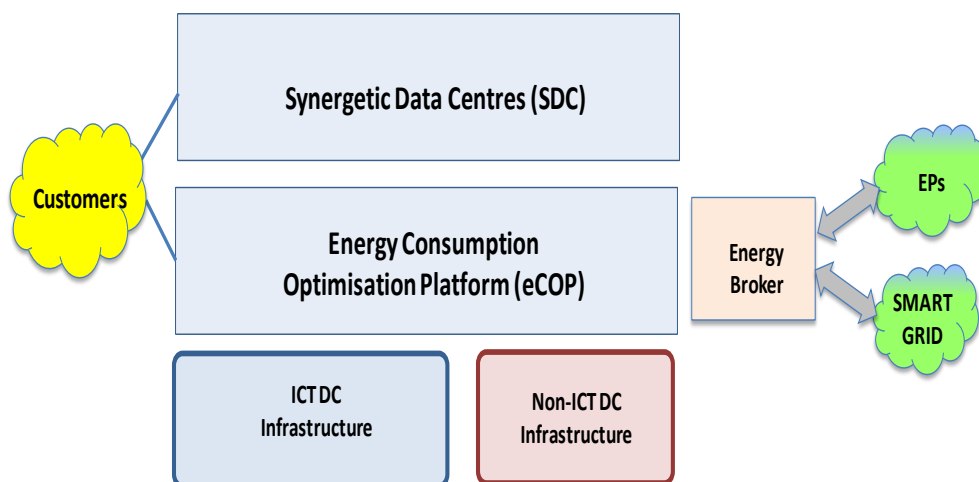 Synergetic Data Centres (SDC)
Customers
Energy Consumption
Optimisation Platform (eCOP)
Energy
Broker
EPs
SMART
GRID
ICT DC
Infrastructure
Non-ICT DC
Infrastructure